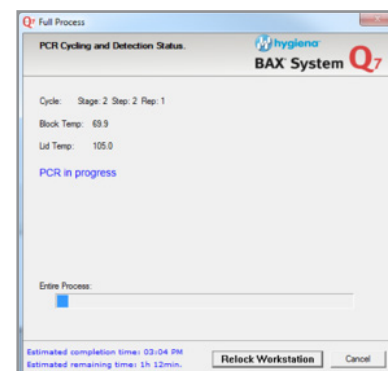 Q7 Full Process
PCR Cycling and Detection Status.
hygiena
BAX System Q7
Cycle: Stage: 2 Step: 2 Rep: 1
Block Temp: 69.9
Lid Temp: 105.0
PCR in progress
Entire Process:
Estimated completion time: 03:04 PM
Estimated remaining time: 1h 12min.
Relock Workstation
Cancel